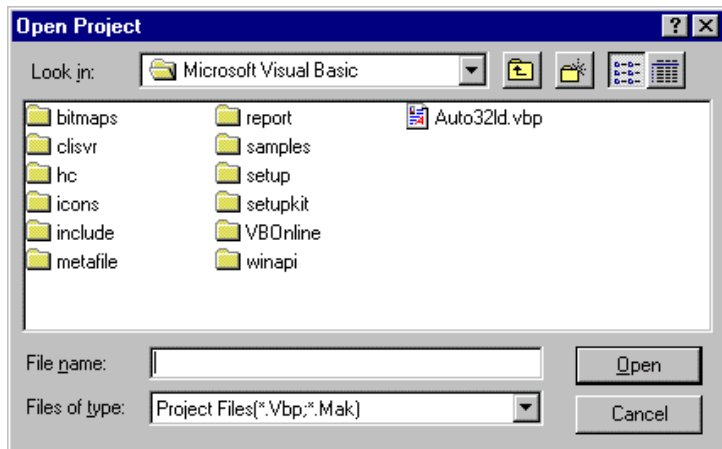 Open Project
Look in: Microsoft Visual Basic
bitmaps report Auto32ld.vbp
clisvr samples
hc setup
icons setupkit
include VBOnline
metafile winapi
File name: Open
Files of type: Project Files(*.Vbp;*.Mak) Cancel